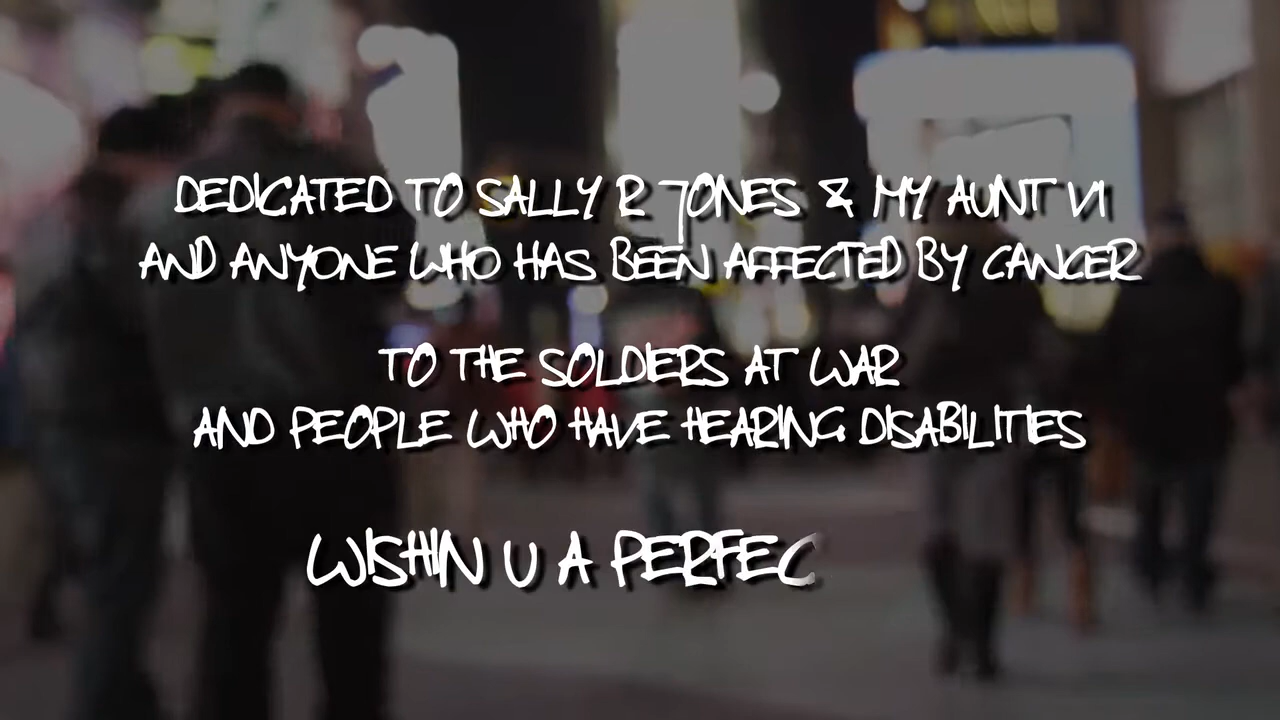 DEDICATED TO SALLY R JONES & MY AUNT VI
AND ANYONE WHO HAS BEEN AFFECTED BY CANCER
TO THE SOLDIERS AT WAR
AND PEOPLE WHO HAVE HEARING DISABILITIES
WISHIN U A PERFEC